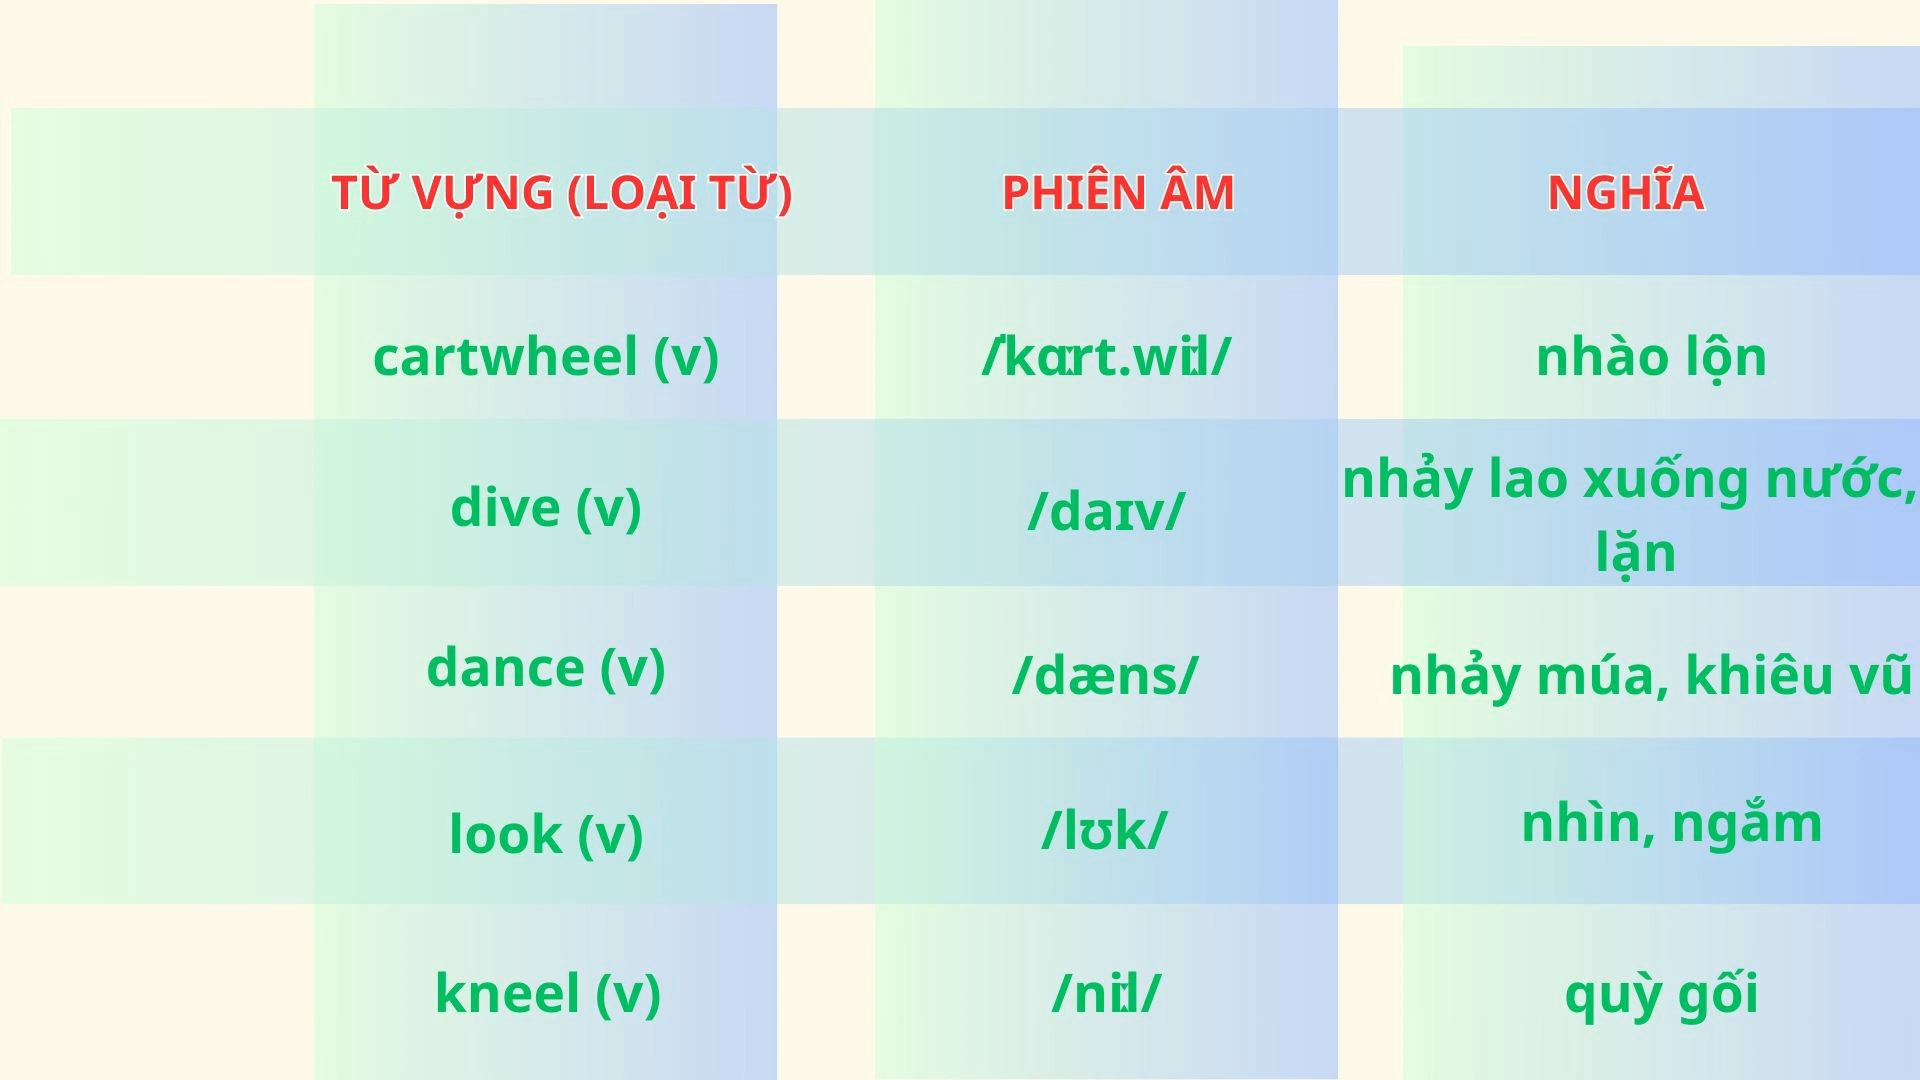 TỪ VỰNG (LOẠI TỪ) PHIÊN ÂM NGHĨA
cartwheel (v) /ˈkɑːrt.wiːl/ nhào lộn
dive (v) /daɪv/ nhảy lao xuống nước,
lặn
dance (v) /dæns/ nhảy múa, khiêu vũ
look (v) /lʊk/ nhìn, ngắm
kneel (v) /niːl/ quỳ gối